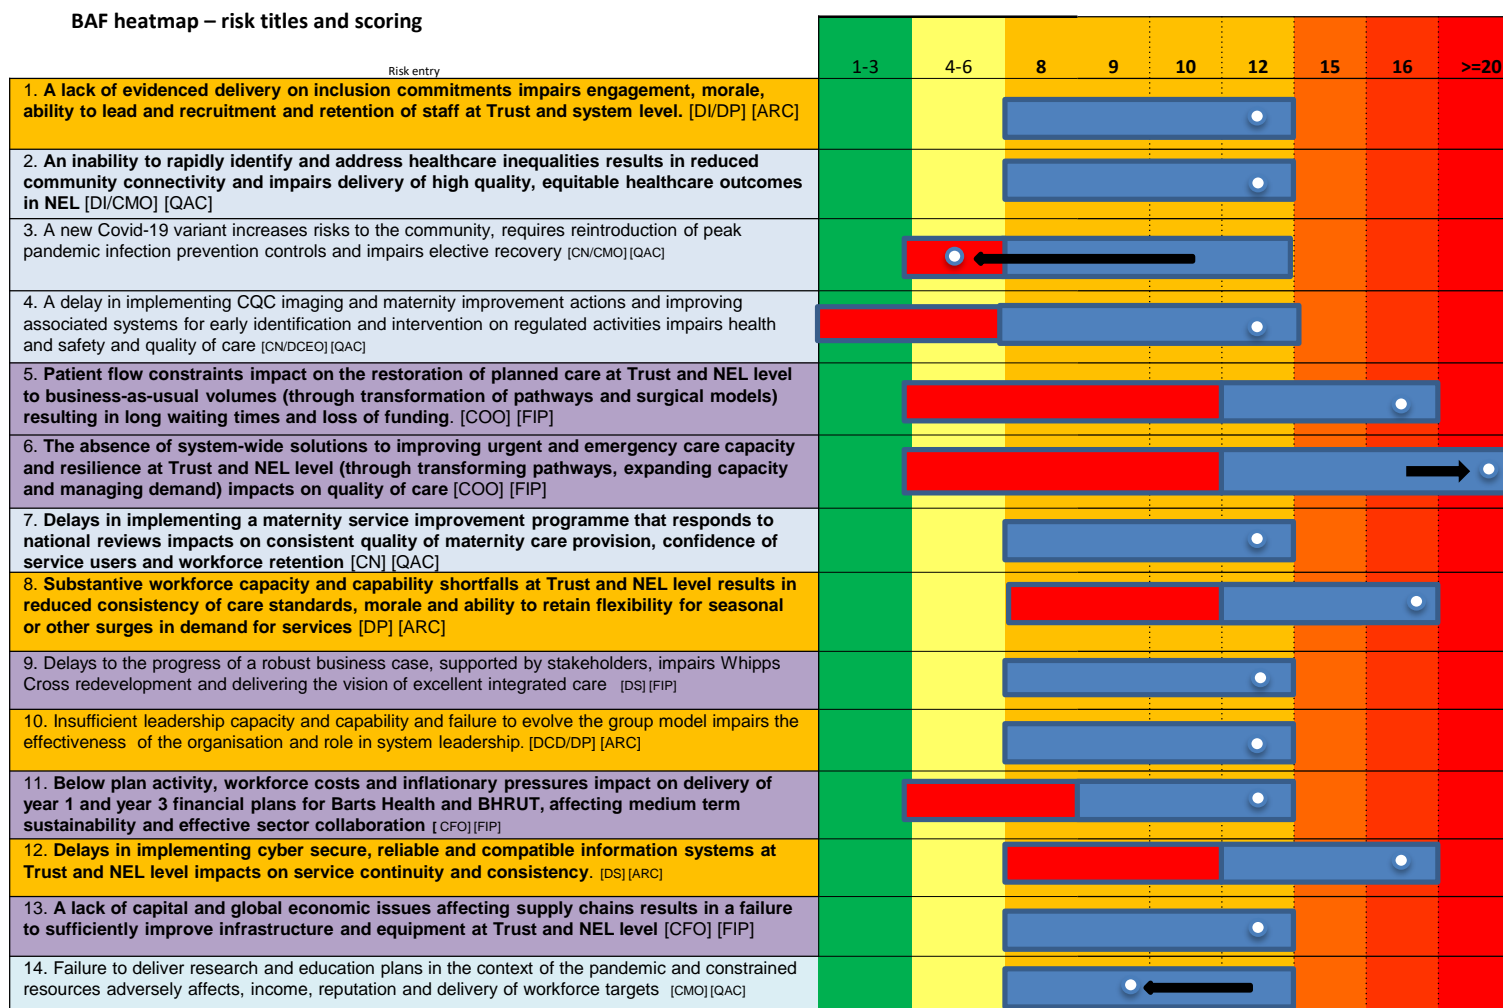 BAF heatmap – risk titles and scoring
Risk entry
1-3 4-6 8 9 10 12 15 16 >=20
1. A lack of evidenced delivery on inclusion commitments impairs engagement, morale,
ability to lead and recruitment and retention of staff at Trust and system level. [DI/DP] [ARC]
2. An inability to rapidly identify and address healthcare inequalities results in reduced
community connectivity and impairs delivery of high quality, equitable healthcare outcomes
in NEL [DI/CMO] [QAC]
3. A new Covid-19 variant increases risks to the community, requires reintroduction of peak
pandemic infection prevention controls and impairs elective recovery [CN/CMO] [QAC]
4. A delay in implementing CQC imaging and maternity improvement actions and improving
associated systems for early identification and intervention on regulated activities impairs health
and safety and quality of care [CN/DCEO] [QAC]
5. Patient flow constraints impact on the restoration of planned care at Trust and NEL level
to business-as-usual volumes (through transformation of pathways and surgical models)
resulting in long waiting times and loss of funding. [COO] [FIP]
6. The absence of system-wide solutions to improving urgent and emergency care capacity
and resilience at Trust and NEL level (through transforming pathways, expanding capacity
and managing demand) impacts on quality of care [COO] [FIP]
7. Delays in implementing a maternity service improvement programme that responds to
national reviews impacts on consistent quality of maternity care provision, confidence of
service users and workforce retention [CN] [QAC]
8. Substantive workforce capacity and capability shortfalls at Trust and NEL level results in
reduced consistency of care standards, morale and ability to retain flexibility for seasonal
or other surges in demand for services [DP] [ARC]
9. Delays to the progress of a robust business case, supported by stakeholders, impairs Whipps
Cross redevelopment and delivering the vision of excellent integrated care [DS] [FIP]
10. Insufficient leadership capacity and capability and failure to evolve the group model impairs the
effectiveness of the organisation and role in system leadership. [DCD/DP] [ARC]
11. Below plan activity, workforce costs and inflationary pressures impact on delivery of
year 1 and year 3 financial plans for Barts Health and BHRUT, affecting medium term
sustainability and effective sector collaboration [ CFO] [FIP]
12. Delays in implementing cyber secure, reliable and compatible information systems at
Trust and NEL level impacts on service continuity and consistency. [DS] [ARC]
13. A lack of capital and global economic issues affecting supply chains results in a failure
to sufficiently improve infrastructure and equipment at Trust and NEL level [CFO] [FIP]
14. Failure to deliver research and education plans in the context of the pandemic and constrained
resources adversely affects, income, reputation and delivery of workforce targets [CMO] [QAC]